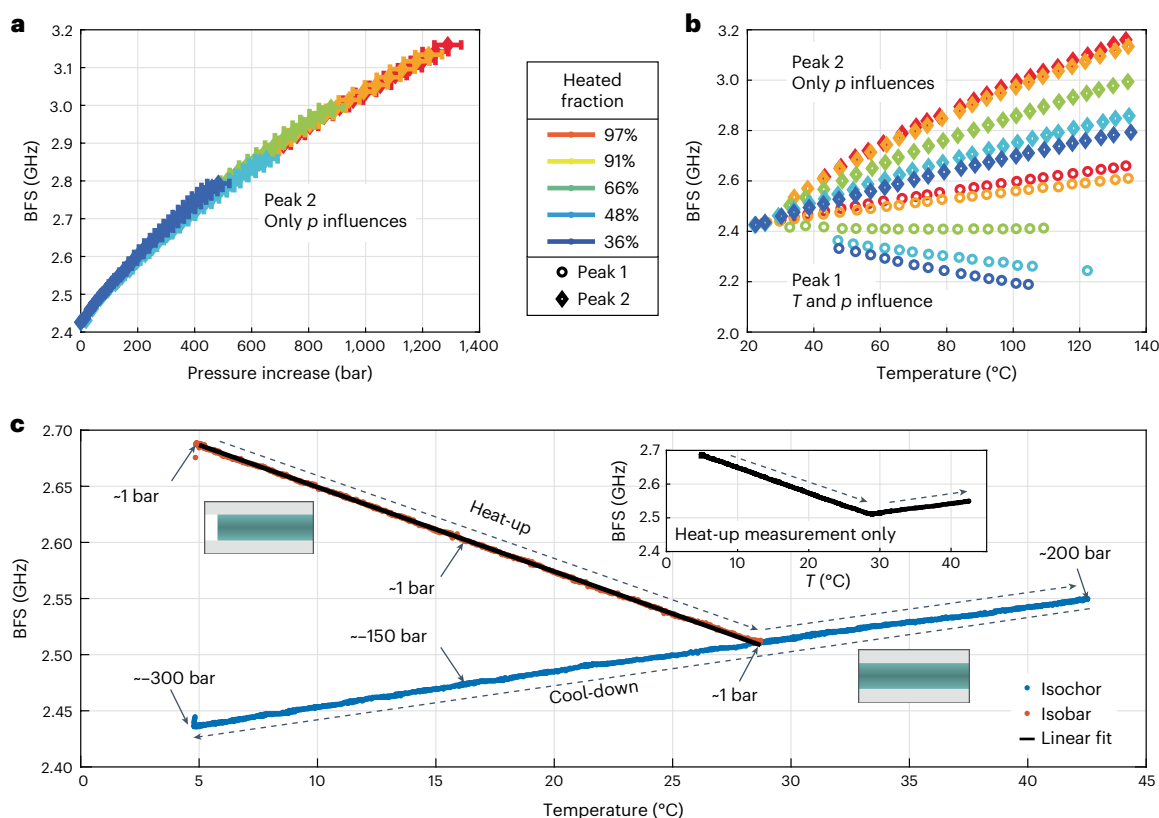 a
3.2
3.1
3.0
2.9
2.8
2.7
2.6
2.5
2.4
BFS (GHz)
Peak 2
Only p influences
0
200
400
600
800
1,000
1,200
1,400
Pressure increase (bar)
Heated
fraction
97%
91%
66%
48%
36%
Peak 1
Peak 2
b
3.2
3.0
2.8
2.6
2.4
2.2
2.0
BFS (GHz)
Peak 2
Only p influences
Peak 1
T and p influence
20
40
60
80
100
120
140
Temperature (°C)
c
2.70
2.65
2.60
2.55
2.50
2.45
2.40
BFS (GHz)
~1 bar
Heat-up
~1 bar
~–150 bar
~–300 bar
Cool-down
~1 bar
~200 bar
2.7
2.6
2.5
2.4
BFS (GHz)
Heat-up measurement only
0
10
20
30
40
T (°C)
Isochor
Isobar
Linear fit
0
5
10
15
20
25
30
35
40
45
Temperature (°C)